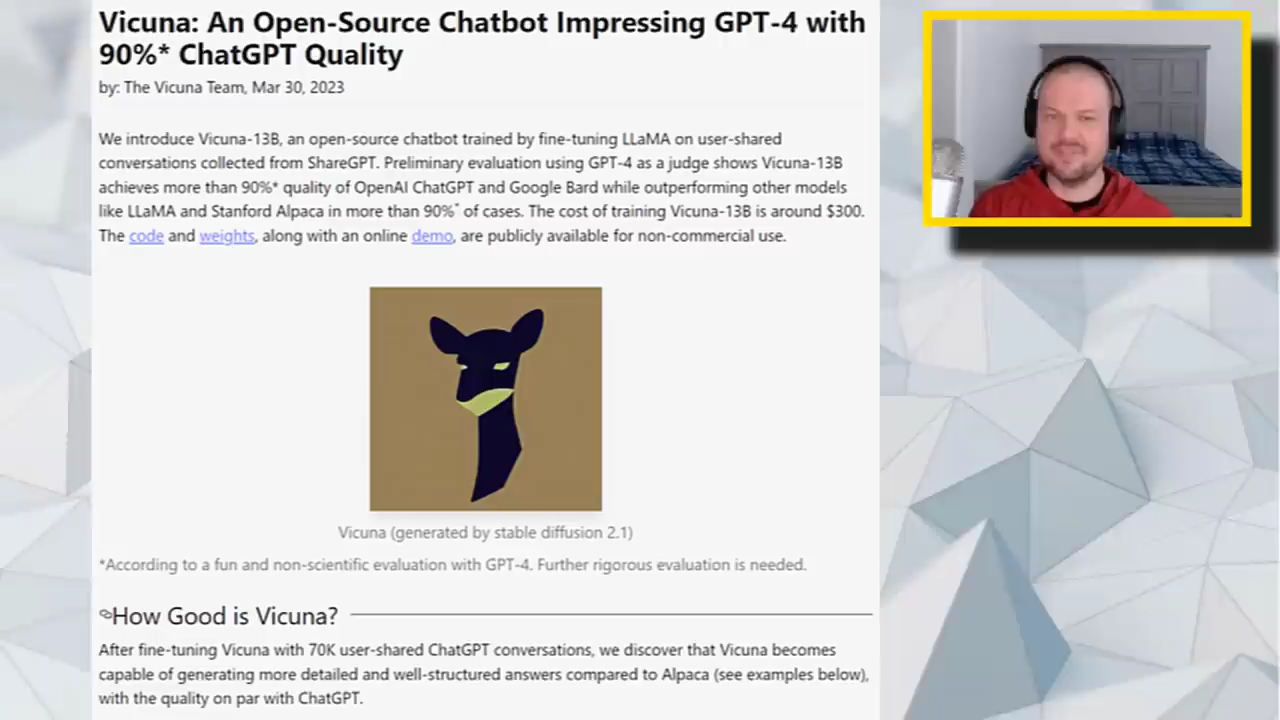 Vicuna: An Open-Source Chatbot Impressing GPT-4 with
90%* ChatGPT Quality
by: The Vicuna Team, Mar 30, 2023
We introduce Vicuna-13B, an open-source chatbot trained by fine-tuning LLaMA on user-shared
conversations collected from ShareGPT. Preliminary evaluation using GPT-4 as a judge shows Vicuna-13B
achieves more than 90%* quality of OpenAI ChatGPT and Google Bard while outperforming other models
like LLaMA and Stanford Alpaca in more than 90%* of cases. The cost of training Vicuna-13B is around $300.
The code and weights, along with an online demo, are publicly available for non-commercial use.
Vicuna (generated by stable diffusion 2.1)
*According to a fun and non-scientific evaluation with GPT-4. Further rigorous evaluation is needed.
How Good is Vicuna?
After fine-tuning Vicuna with 70K user-shared ChatGPT conversations, we discover that Vicuna becomes
capable of generating more detailed and well-structured answers compared to Alpaca (see examples below),
with the quality on par with ChatGPT.